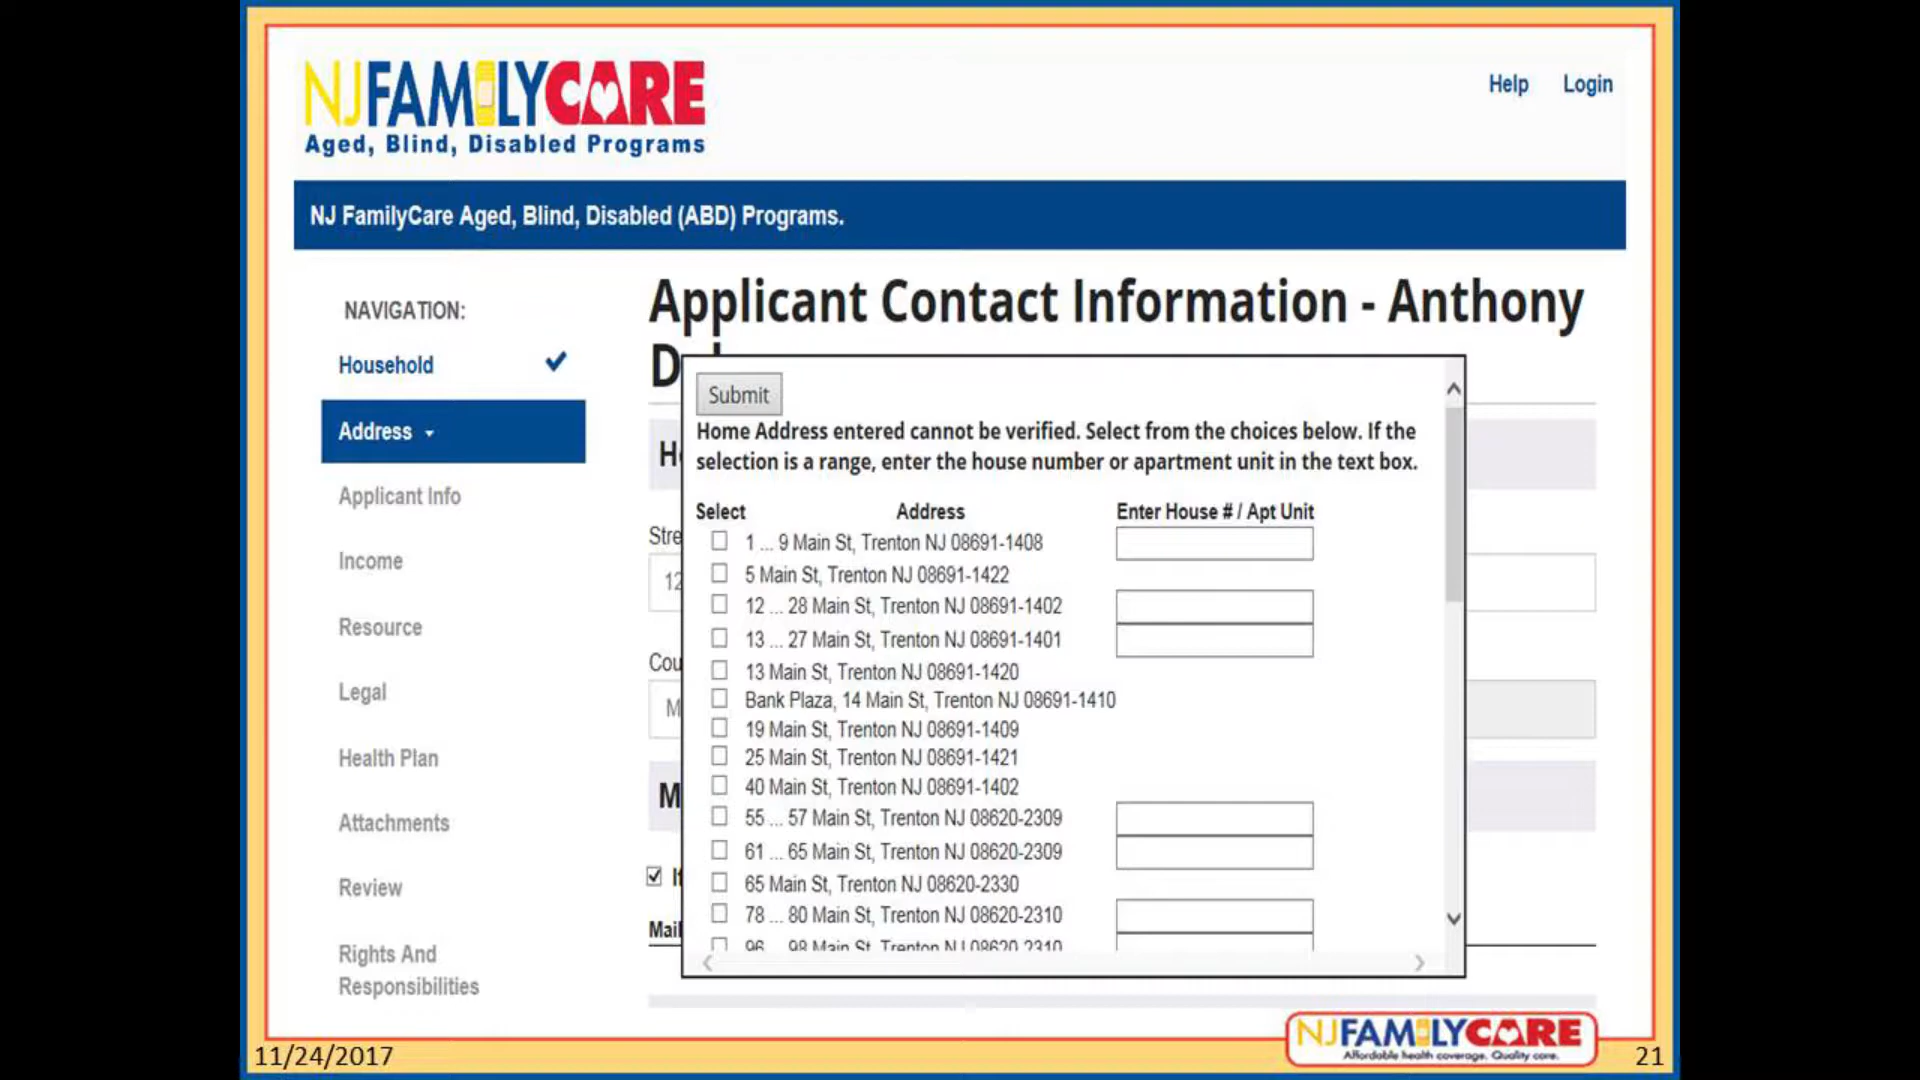 NJFAMILYCARE
Aged, Blind, Disabled Programs
Help Login
NJ FamilyCare Aged, Blind, Disabled (ABD) Programs.
NAVIGATION:
Household
Address
Applicant Info
Income
Resource
Legal
Health Plan
Attachments
Review
Rights And
Responsibilities
Applicant Contact Information - Anthony
Submit
Home Address entered cannot be verified. Select from the choices below. If the
selection is a range, enter the house number or apartment unit in the text box.
Select Address Enter House # / Apt Unit
1 ... 9 Main St, Trenton NJ 08691-1408
5 Main St, Trenton NJ 08691-1422
12 ... 28 Main St, Trenton NJ 08691-1402
13 ... 27 Main St, Trenton NJ 08691-1401
13 Main St, Trenton NJ 08691-1420
Bank Plaza, 14 Main St, Trenton NJ 08691-1410
19 Main St, Trenton NJ 08691-1409
25 Main St, Trenton NJ 08691-1421
40 Main St, Trenton NJ 08691-1402
55 ... 57 Main St, Trenton NJ 08620-2309
61 ... 65 Main St, Trenton NJ 08620-2309
65 Main St, Trenton NJ 08620-2330
78 ... 80 Main St, Trenton NJ 08620-2310
96 ... 98 Main St, Trenton NJ 08620-2310
NJFAMILYCARE
Affordable health coverage. Quality care.
11/24/2017
21